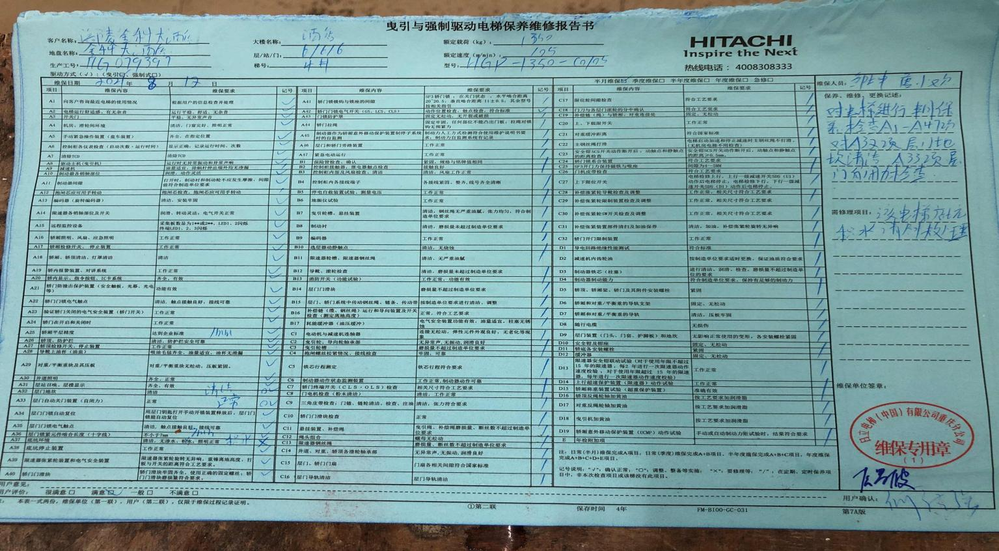 曳引与强制驱动电梯保养维修报告书
HITACHI
Inspire the Next
热线电话： 4008308333
客户名称： 涪陵金科大酒店
大楼名称： 酒店
额定载荷（kg）： 1350
地盘名称： 金科大酒店
层/站/门： 6/6/6
额定速度（m/min）： 105
生产工号： 11G079397
梯号： 4#
型号： HGP-1350-CO105
驱动方式（√）：（曳引□、强制式□）
维保日期 2021 年 8 月 12 日
半月维保☑ 季度维保□ 半年度维保□ 年度维保□ 急修□
项目 维保内容 维保要求 记号
A1 向客户咨询最近电梯的使用情况 根据用户的信息检查并处理
A2 电梯运行舒适感，有无杂音 运行平稳、舒适、无杂音
A3 开关门 平稳，无异常声音
A4 机房、滑轮间环境 清洁，门窗完好、照明正常
A5 手动紧急操作装置（盘车装置） 齐全，在指定位置
A6 控制柜各仪表检查（启动次数・运行时间） 显示正确；记录运行时间、次数
A7 清除TCD 清除TCD
A8 驱动主机（曳引机） 运行时无异常振动和异常声响
A9 减速机 油量适宜，除蜗杆伸出端外均无渗漏
A10 制动器各销轴部位 润滑，动作灵活
A11 制动器间隙 打开时，制动衬和制动轮不应发生摩擦，间隙值符合制造单位要求
A12 抱闸芯应可用手转动 抱闸芯检查，抱闸芯应可用手转动
A13 编码器（旋转编码器） 清洁，安装牢固
A14 限速器各销轴部位及开关 润滑、转动灵活；电气开关正常
A15 远程监控设备 采集板数显为1**或2**，LED1、2闪烁 终端LED1、2、3闪烁
A16 轿厢照明、风扇、应急照明 工作正常
A17 轿厢检修开关、停止装置 工作正常
A18 轿厢、轿顶清洁、灯罩清洁 清洁
A19 轿内报警装置、对讲系统 工作正常
A20 轿内显示、指令按钮、IC卡系统 齐全、有效
A21 轿门防撞击保护装置（安全触板，光幕、光电等） 功能有效
A22 轿门门锁电气触点 清洁，触点接触良好，接线可靠
A23 验证轿门关闭的电气安全装置（轿门开关） 工作正常
A24 轿门在开启和关闭时 工作正常
A25 轿厢平层精度 达到企业标准
A26 轿顶、防护拦 清洁，防护拦安全可靠
A27 轿顶检修开关、停止装置 工作正常
A28 导靴上油杯（油盅） 吸油毛毡齐全，油量适宜，油杯无泄漏
A29 对重/平衡重块及其压板 对重/平衡重块无松动，压板紧固。
A30 井道照明 齐全、正常
A31 层站召唤、层楼显示 齐全、有效
A32 层门地坎 清洁 清洁
A33 层门自动关门装置（自闭力） 正常 正常
A34 层门门锁自动复位 用层门钥匙打开手动开锁装置释放后，层门门锁能自动复位
A35 层门门锁电气触点 清洁，触点接触良好，接线可靠
A36 层门锁紧元件啮合长度（十字线） 不小于7mm
A37 底坑环境 清洁，无渗水、积水；照明正常 积水 ×
A38 底坑停止装置 工作正常
A39 限速器张紧轮装置和电气安全装置 限速器张紧轮旋转无异响，重锤离地高度，打板与开关的距离符合工艺要求。
A40 轿门门滑块 轿门滑块牢固齐全，使用正确的固定螺丝；轿门门滑块磨损量符合要求。
项目 维保内容 维保要求 记号
A41 轿门门锁锁钩与锁座的间隙 SF3轿门锁：在关门状态，水平啮合距离20~20.5，垂直啮合距离 11±0.5；其余型号按相关指引
A42 轿门门锁电气开关（GS、LCS、CLS） 动作位置检查，触点检查，符合标准
A43 门锁防护罩 固定无松动，无开裂或破损
A44 轿门拉绳 固定牢固，任何部位不能凸出门板；拉绳对锁钩无预紧力
A45 制动器作为轿厢意外移动保护装置制停子系统时的自监测 制动力人工方式检测符合使用维护说明书要求，制动力自监测系统有记录
A46 层门和轿门旁路装置 工作正常
A47 紧急电动运行 工作正常
B1 保险管检查、确认 紧固，规格与铭牌值相同
B2 控制柜接触器，继电器触点检查 接触良好
B3 控制柜内部及风扇检查、清洁 清洁，风扇工作正常
B4 控制柜内各接线端子 各接线紧固，整齐，线号齐全清晰
B5 停电自救装置试验，测量电压 工作正常
B6 地振仪试验 工作正常
B7 曳引轮槽，悬挂装置 清洁，钢丝绳无严重油腻，张力均匀，符合制造单位要求
B8 制动衬 清洁，磨损量未超过制造单位要求
B9 编码器 工作正常
B10 选层器动静触点 清洁，无烧蚀
B11 限速器轮槽、限速器钢丝绳 清洁，无严重油腻
B12 导靴，滚轮检查 清洁，磨损量未超过制造单位要求
B13 消防开关（功能试验） 工作正常，功能有效
B14 层门门滑块 磨损量不超过制造单位要求
B15 层门、轿门系统中传动钢丝绳、链条、传动带 按制造单位要求进行清洁、调整
B16 补偿链（缆，钢丝绳）运行和导向装置及开关检查（测定离地高度） 正常，符合工艺要求
B17 耗能缓冲器（油压缓冲） 电气安全装置功能有效，油量适宜，柱塞无锈蚀
C1 电动机与减速机连轴器 连接无松动，弹性元件外观良好，无老化等现象
C2 曳引轮、导向轮轴承部 无异常声，无振动，润滑良好
C3 曳引轮槽 磨损量不超过制造单位要求
C4 抱闸螺丝松紧情况、接线检查 牢固，可靠
C5 铁芯行程测定 铁芯行程符合要求
C6 制动器动作状态监测装置 工作正常，制动器动作可靠
C7 轿门终端开关（CLS・OLS）检查 相关尺寸符合工艺要求
C8 门电机检查（粉末清洁） 清洁，工作正常
C9 三角皮带检查；门链、链轮清洁，检查，注油 清洁，张力符合要求
C10 轿门门滑块检查 正常
C11 悬挂装置、补偿绳 曳引绳、补偿绳磨损量、断丝数不超过制造单位要求
C12 绳头组合 螺母无松动
C13 限速器钢丝绳 磨损量、断丝数不超过制造单位要求
C14 井道、对重、轿顶各滑轮轴承部 无异常声，无振动，润滑良好
C15 层门、轿门门扇 门扇各相关间隙符合国家标准
C16 层门导轨清洁 层门导轨清洁
项目 维保内容 维保要求 记号
C17 限位轮间隙检查 符合工艺要求
C18 门刀与各层门滚轮的分中确认 符合工艺要求
C19 补偿链（绳）与轿厢、对重连接处 固定，无松动
C20 上、下极限开关 工作正常
C21 对重缓冲距离 符合国家标准
C22 主钢丝绳打滑 电梯启动加速和停止减速时主钢丝绳不打滑。（无机房电梯不用检查）
C23 安全钳SCS开关动作断开后，动触点和静触点的距离检查 安全钳SCS开关动作断开后，动触点和静触点的距离≥0.5mm。
C24 轿门锁系合装置 符合工艺要求
C25 SF3开门力保持磁铁与吸座 间隙为4~5MM
C26 门机皮带检查 符合工艺要求
C27 上下限位开关 电梯检修上行，上行一级减速开关SDS（U1）动作后电梯停止，电梯检修下行，下行一级减速开关SDS（D1）动作后电梯停止。
C28 补偿涨紧轮导靴检查及调整 工作正常，相关尺寸符合工艺要求
C29 补偿张紧轮限制装置检查及调整 工作正常，相关尺寸符合工艺要求
C30 补偿张紧轮SW开关检查及调整 工作正常，相关尺寸符合工艺要求
C31 补偿张紧装置部件清扫及加油保养 清洁，加油，补偿张紧轮旋转无异响
C32 轿门开门限制装置 工作正常
D1 导电回路绝缘性能测试 符合标准
D2 减速机内齿轮油 按制造单位要求适时更换，保证油质符合要求
D3 制动器铁芯（柱塞） 进行清洁、润滑、检查，磨损量不超过制造单位的要求
D4 制动器制动能力 符合制造单位要求，保持有足够的制动力
D5 轿顶、轿厢架、轿门及其附件安装螺栓 紧固
D6 轿厢和对重/平衡重的导轨支架 固定、无松动
D7 轿厢和对重/平衡重的导轨 清洁，压板牢固
D8 随行电缆 无损伤
D9 层门装置（门头、门套、护脚板）和地坎 无影响正常使用的变形，各安装螺栓紧固
D10 安全钳和钳座 固定、无松动
D11 轿底各安装螺栓 紧固
D12 缓冲器 固定、无松动
D13 限速器安全钳联动试验（对于使用年限不超过15年的限速器，每2年进行一次限速器动作速度校验；对于使用年限超过 15 年的限速器，每年进行一次限速器动作速度校验） 工作正常
D14 上行超速保护装置（限速器）动作试验 工作正常
D15 轿厢称重装置试验（超重保护装置） 准确有效
D16 轿顶反绳轮轴加黄油 按工艺要求加润滑脂
D17 对重反绳轮轴加黄油 按工艺要求加润滑脂
D18 曳引机加黄油 按工艺要求加润滑脂
D19 轿厢意外移动保护装置（UCMP）动作试验 手动或自动制动力矩试验时，结果符合要求
E 年检附加项
注：日常（半月）维保完成A项目，日常（季度）维保完成A+B项目，半年度维保完成A+B+C项目，年度维保完成A+B+C+D+E项目。
记号说明："√"；确认正常，"○"；调整、整备等实施； "×"，要修理等； "/"；在定期、定时保养项目中，非本次检查项目或该梯没有此项目。
维保人员：
保养、维修、更换记述：
对电梯进行半月保
养检查A1-A47项
对A32项层门地
坎清洁 A33项层
门自闭力检查
需修理项目： 该电梯底坑
积水 请及时处理
维保单位签章：
日立电梯（中国）有限公司重庆分公司
维保专用章
（1）
用户确认：
第7A版
用户意见：
用户评价： 很满意□ 满意☑ 一般□ 不满意□
注： 本表一式两份，维保单位（第一联），用户（第二联），仅限于维保过程记录证明。
①第二联
保存时间 4年
FM-BI00-GC-031